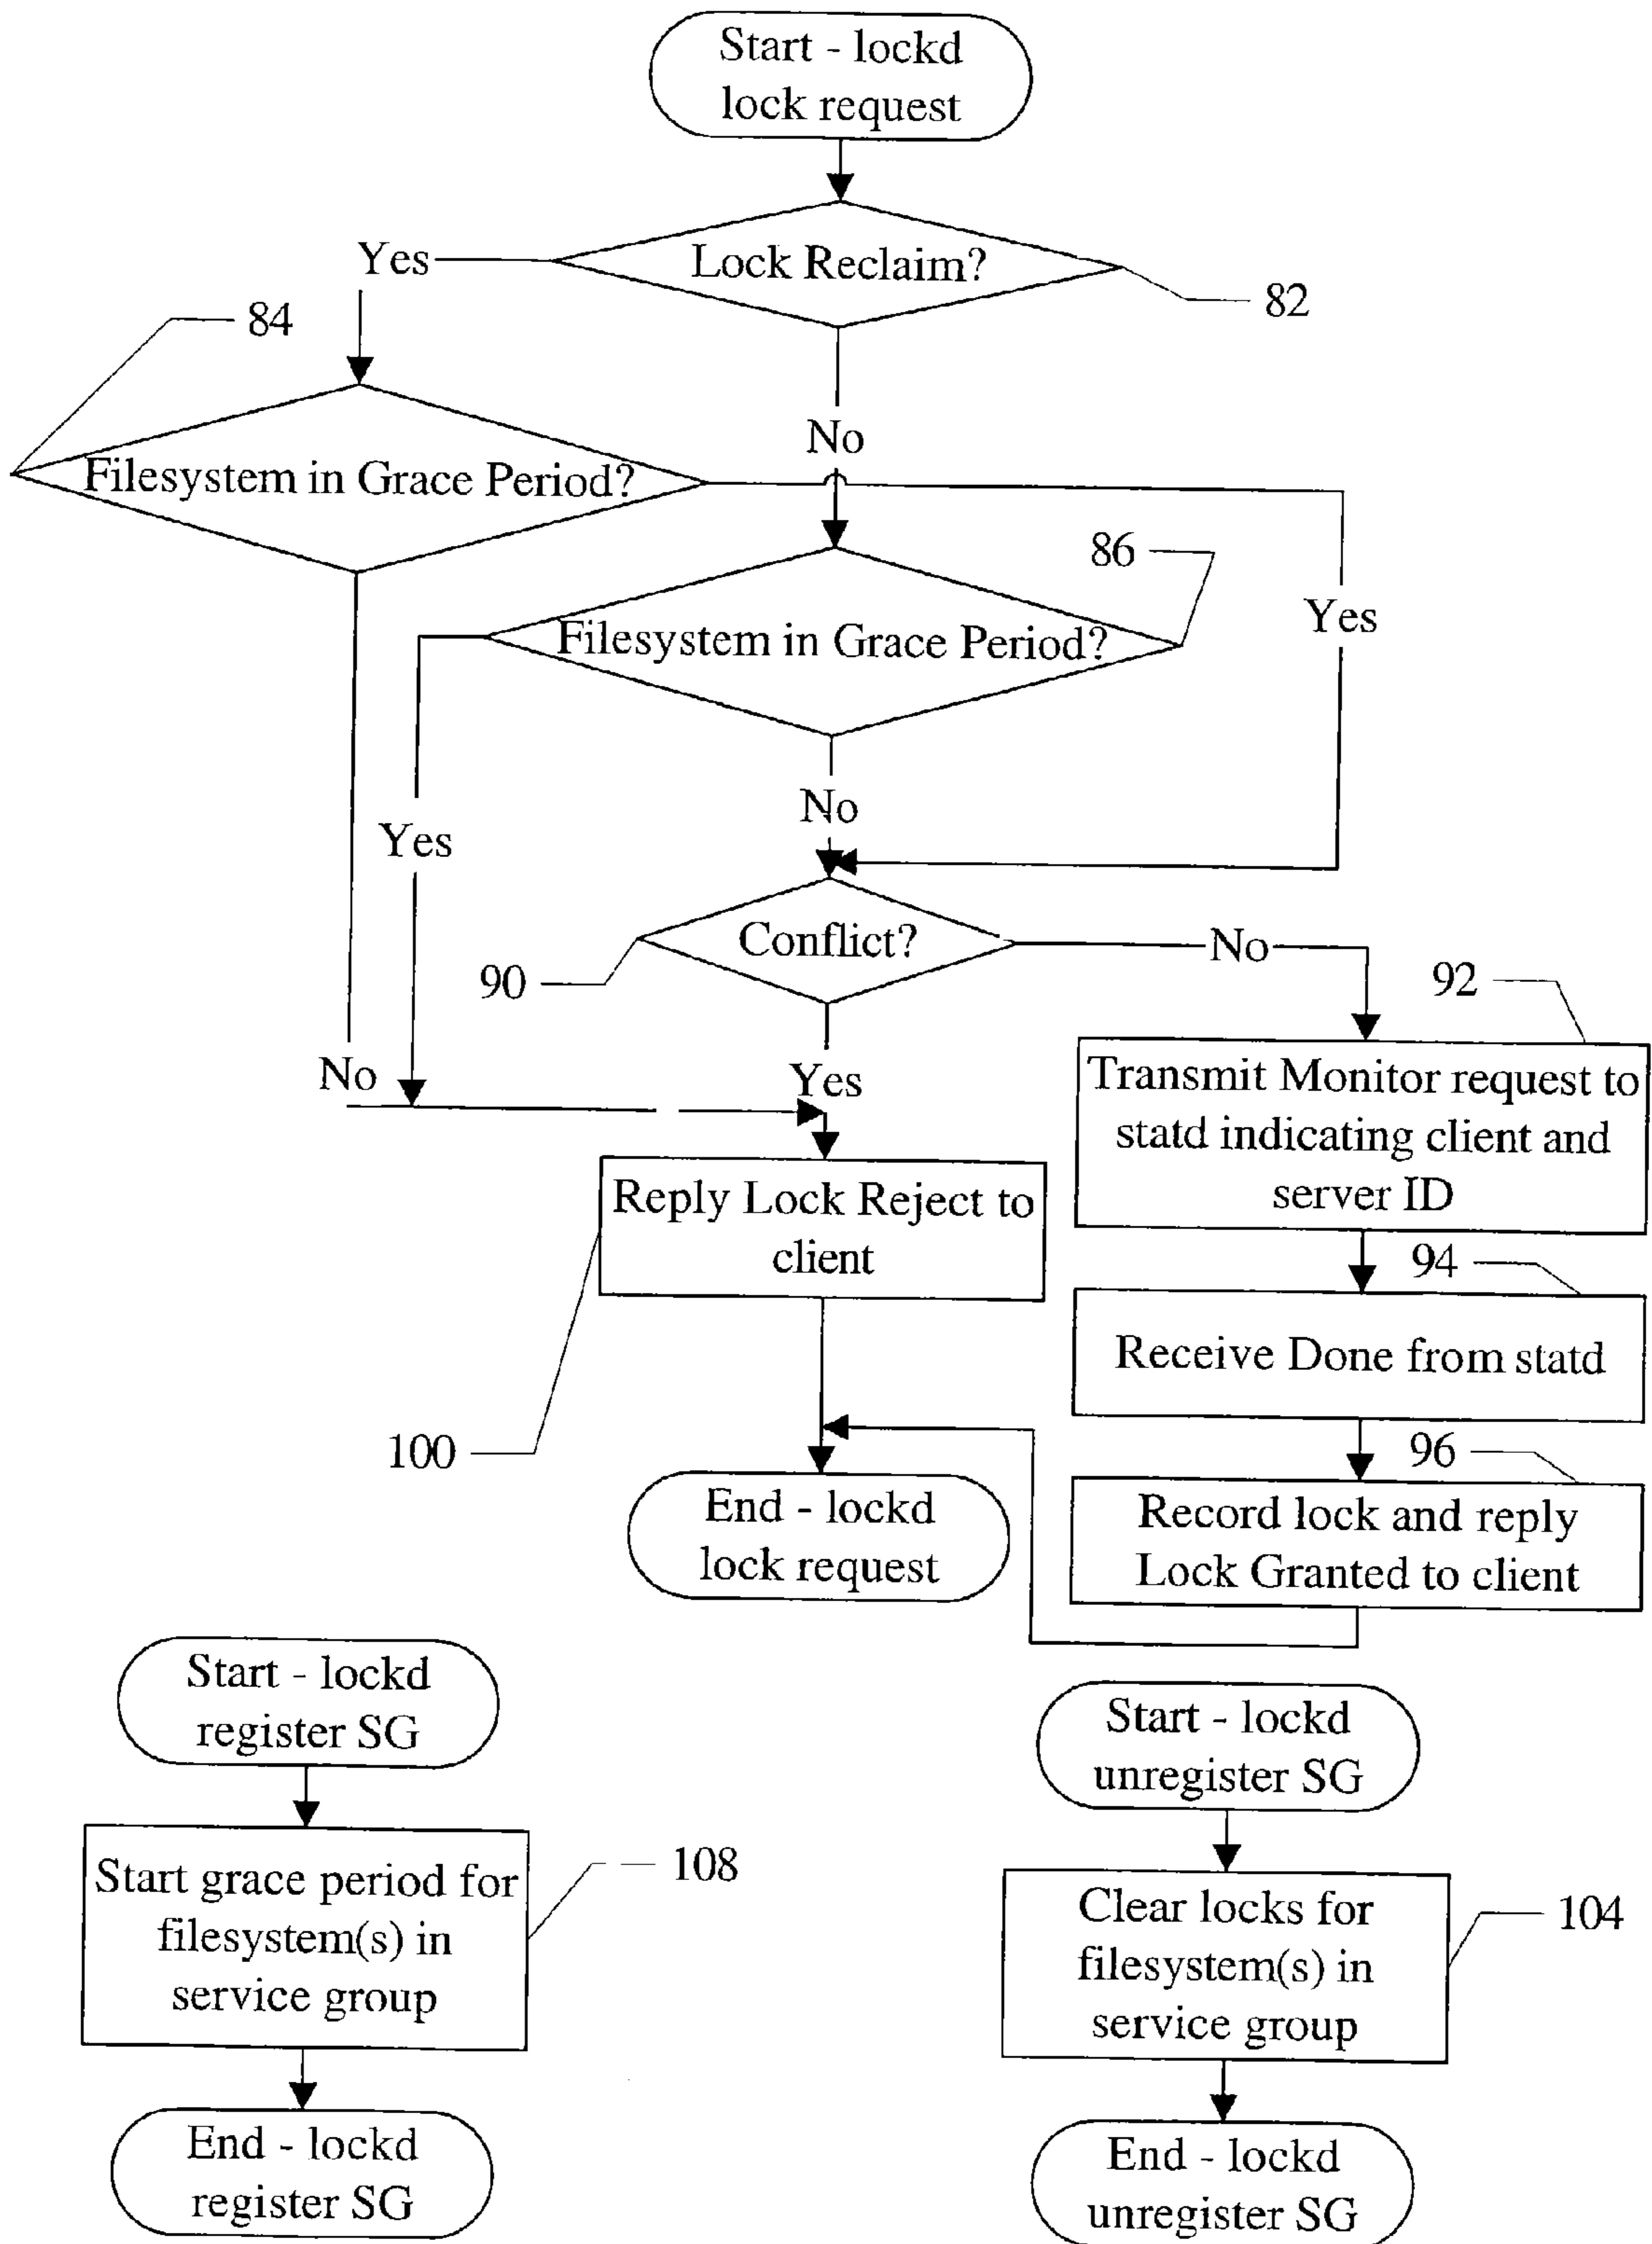 Start - lockd
lock request
Yes
Lock Reclaim?
82
84
No
Filesystem in Grace Period?
86
Yes
Filesystem in Grace Period?
No
Yes
Conflict?
No
90
92
No
Yes
Transmit Monitor request to
statd indicating client and
server ID
Reply Lock Reject to
client
94
Receive Done from statd
100
96
End - lockd
lock request
Record lock and reply
Lock Granted to client
Start - lockd
register SG
Start - lockd
unregister SG
Start grace period for
filesystem(s) in
service group
108
Clear locks for
filesystem(s) in
service group
104
End - lockd
register SG
End - lockd
unregister SG